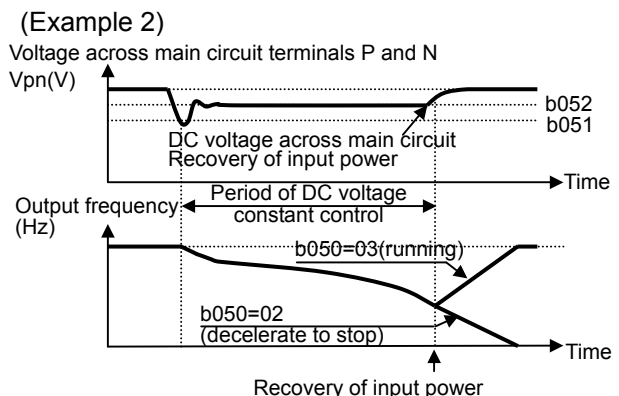 (Example 2)
Voltage across main circuit terminals P and N
Vpn(V)
b052
b051
DC voltage across main circuit
Recovery of input power
Time
Period of DC voltage
constant control
Output frequency
(Hz)
b050=03(running)
b050=02
(decelerate to stop)
Time
Recovery of input power